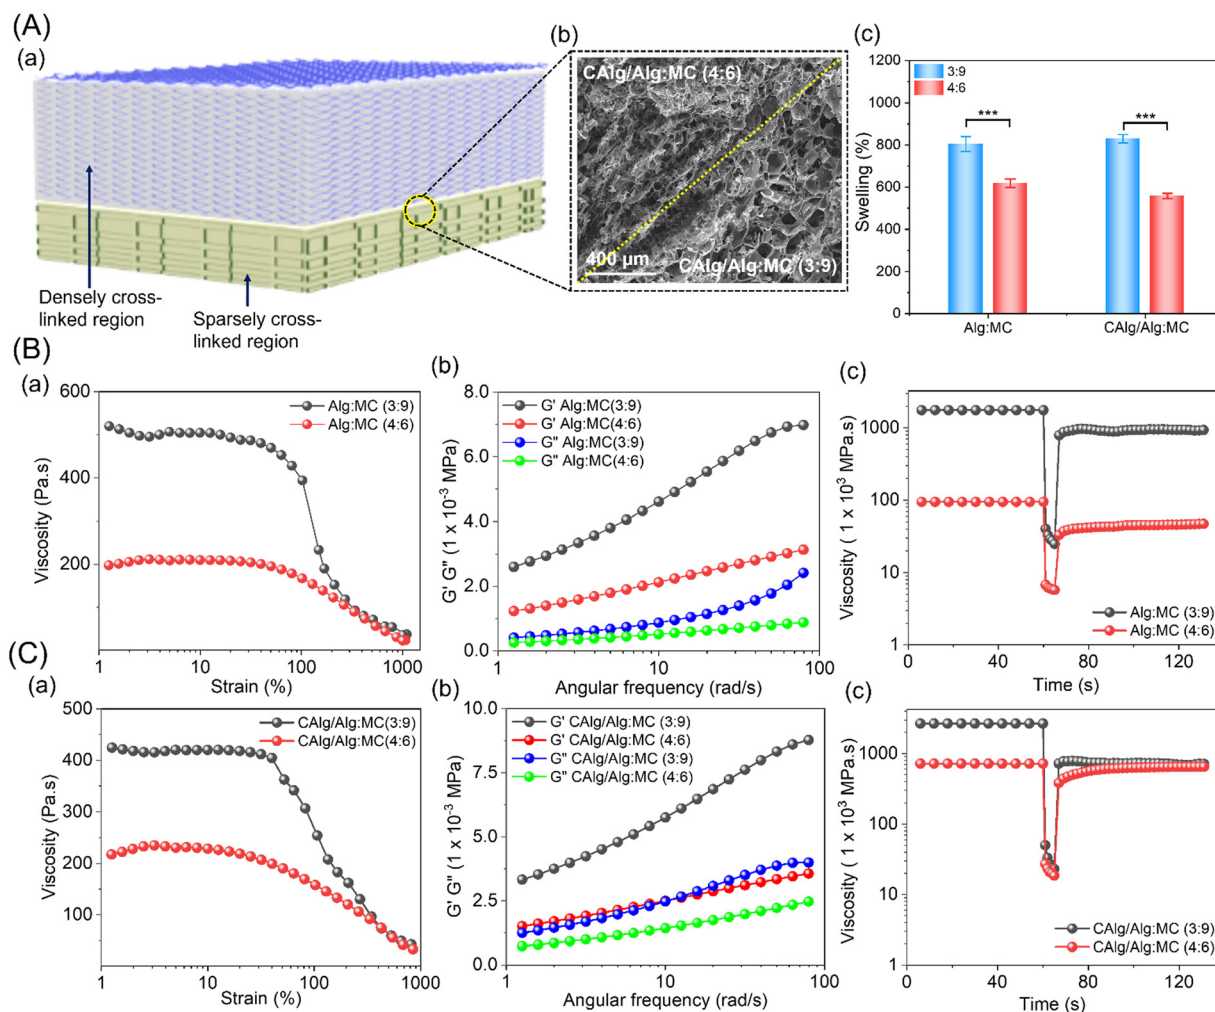 (A)
(a)
Densely cross-
linked region
Sparsely cross-
linked region
(b)
CAlg/Alg:MC (4:6)
400 µm
CAlg/Alg:MC (3:9)
(c)
3:9
4:6
***
***
Swelling (%)
1200
1000
800
600
400
200
0
Alg:MC
CAlg/Alg:MC
(B)
(a)
Alg:MC (3:9)
Alg:MC (4:6)
Viscosity (Pa.s)
600
400
200
1
10
100
1000
Strain (%)
(b)
G' Alg:MC(3:9)
G' Alg:MC(4:6)
G" Alg:MC(3:9)
G" Alg:MC(4:6)
G' G" (1 x 10⁻³ MPa)
8.0
6.0
4.0
2.0
0.0
10
100
Angular frequency (rad/s)
(c)
Viscosity ( 1 x 10³ MPa.s)
1000
100
10
1
Alg:MC (3:9)
Alg:MC (4:6)
0
40
80
120
Time (s)
(C)
(a)
CAlg/Alg:MC(3:9)
CAlg/Alg:MC(4:6)
Viscosity (Pa.s)
500
400
300
200
100
1
10
100
1000
Strain (%)
(b)
G' CAlg/Alg:MC (3:9)
G' CAlg/Alg:MC (4:6)
G" CAlg/Alg:MC (3:9)
G" CAlg/Alg:MC (4:6)
G' G" (1 x 10⁻³ MPa)
10.0
7.5
5.0
2.5
0.0
10
100
Angular frequency (rad/s)
(c)
Viscosity ( 1 x 10³ MPa.s)
1000
100
10
1
CAlg/Alg:MC (3:9)
CAlg/Alg:MC (4:6)
0
40
80
120
Time (s)